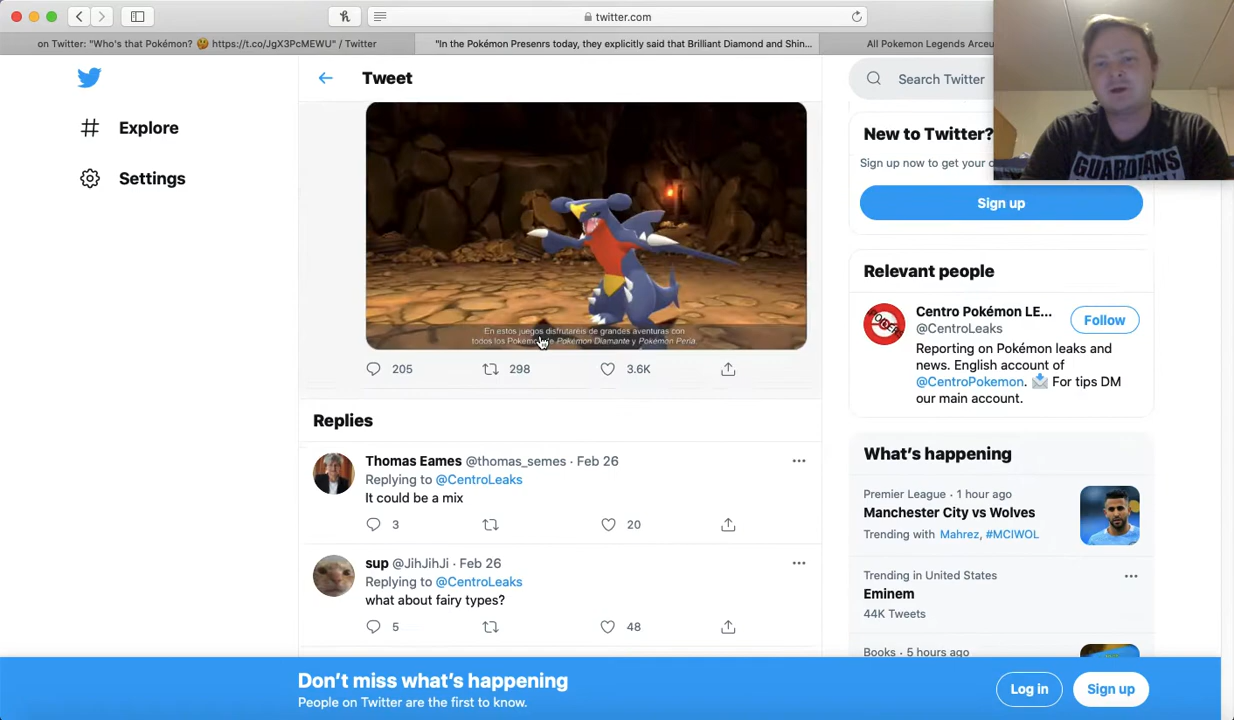 twitter.com
on Twitter: "Who's that Pokémon? 🤔 https://t.co/JgX3PcMEWU" / Twitter
"In the Pokémon Presenrs today, they explicitly said that Brilliant Diamond and Shin...
All Pokemon Legends Arceu
Tweet
Search Twitter
Explore
Settings
New to Twitter?
Sign up now to get your o
Sign up
GUARDIANS
En estos juegos disfrutaréis de grandes aventuras con
todos los Pokémon de Pokémon Diamante y Pokémon Perla.
205
298
3.6K
Relevant people
Centro Pokémon LE...
@CentroLeaks
Follow
Reporting on Pokémon leaks and
news. English account of
@CentroPokemon. 📩 For tips DM
our main account.
Replies
Thomas Eames @thomas_semes · Feb 26
Replying to @CentroLeaks
It could be a mix
3
20
sup @JihJihJi · Feb 26
Replying to @CentroLeaks
what about fairy types?
5
48
What's happening
Premier League · 1 hour ago
Manchester City vs Wolves
Trending with Mahrez, #MCIWOL
Trending in United States
Eminem
44K Tweets
Books · 5 hours ago
Don't miss what's happening
People on Twitter are the first to know.
Log in
Sign up